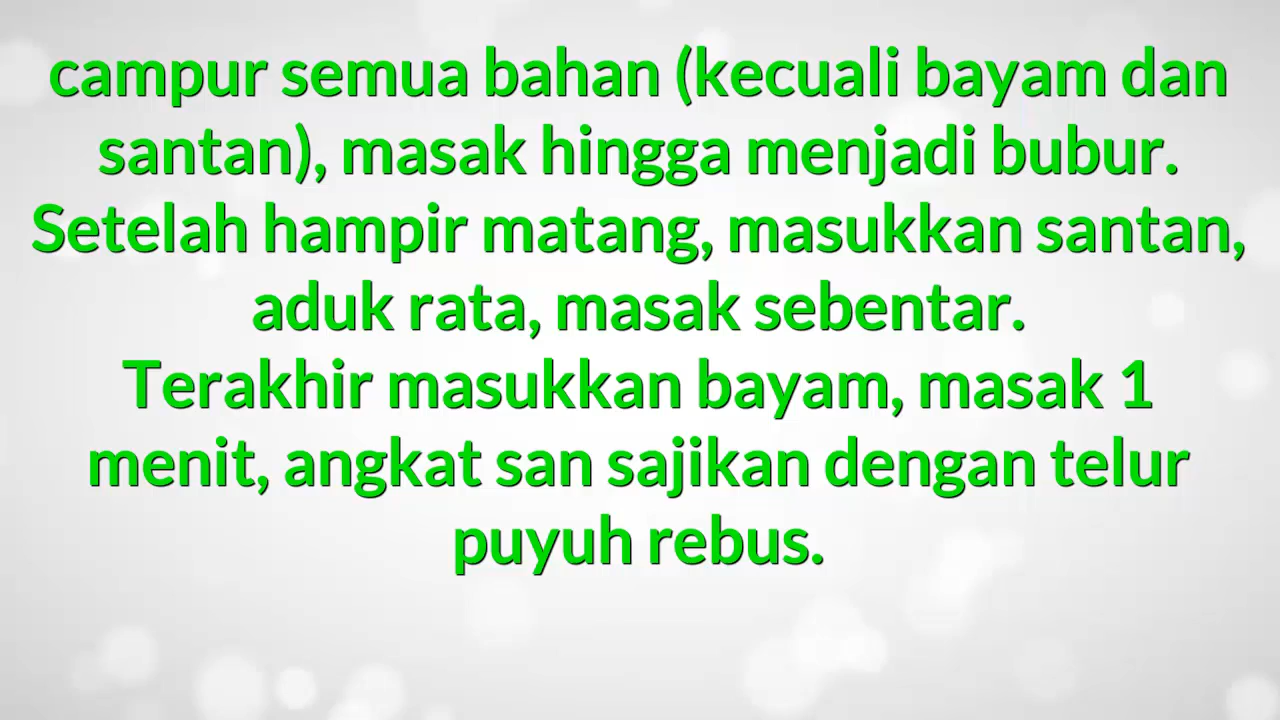 campur semua bahan (kecuali bayam dan
santan), masak hingga menjadi bubur.
Setelah hampir matang, masukkan santan,
aduk rata, masak sebentar.
Terakhir masukkan bayam, masak 1
menit, angkat san sajikan dengan telur
puyuh rebus.